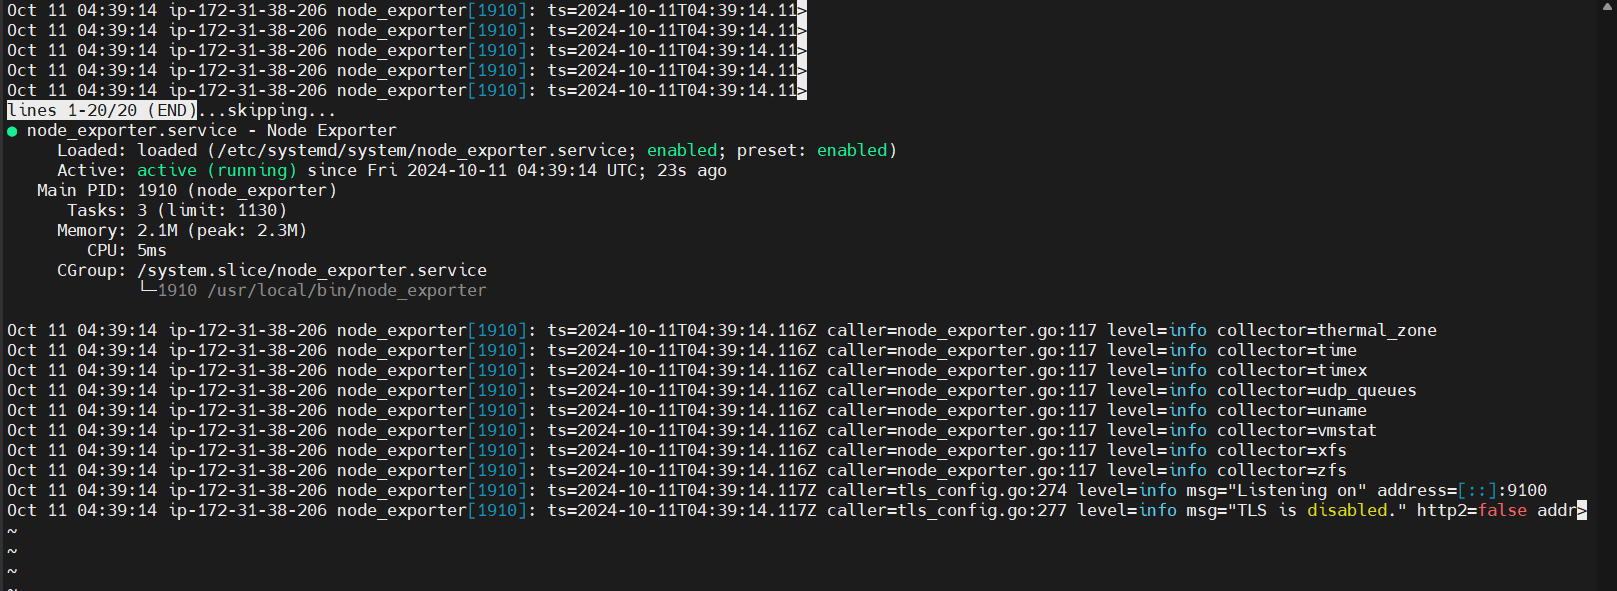 Oct 11 04:39:14 ip-172-31-38-206 node_exporter[1910]: ts=2024-10-11T04:39:14.11>
Oct 11 04:39:14 ip-172-31-38-206 node_exporter[1910]: ts=2024-10-11T04:39:14.11>
Oct 11 04:39:14 ip-172-31-38-206 node_exporter[1910]: ts=2024-10-11T04:39:14.11>
Oct 11 04:39:14 ip-172-31-38-206 node_exporter[1910]: ts=2024-10-11T04:39:14.11>
Oct 11 04:39:14 ip-172-31-38-206 node_exporter[1910]: ts=2024-10-11T04:39:14.11>
lines 1-20/20 (END)...skipping...
● node_exporter.service - Node Exporter
     Loaded: loaded (/etc/systemd/system/node_exporter.service; enabled; preset: enabled)
     Active: active (running) since Fri 2024-10-11 04:39:14 UTC; 23s ago
   Main PID: 1910 (node_exporter)
      Tasks: 3 (limit: 1130)
     Memory: 2.1M (peak: 2.3M)
        CPU: 5ms
     CGroup: /system.slice/node_exporter.service
             └─1910 /usr/local/bin/node_exporter

Oct 11 04:39:14 ip-172-31-38-206 node_exporter[1910]: ts=2024-10-11T04:39:14.116Z caller=node_exporter.go:117 level=info collector=thermal_zone
Oct 11 04:39:14 ip-172-31-38-206 node_exporter[1910]: ts=2024-10-11T04:39:14.116Z caller=node_exporter.go:117 level=info collector=time
Oct 11 04:39:14 ip-172-31-38-206 node_exporter[1910]: ts=2024-10-11T04:39:14.116Z caller=node_exporter.go:117 level=info collector=timex
Oct 11 04:39:14 ip-172-31-38-206 node_exporter[1910]: ts=2024-10-11T04:39:14.116Z caller=node_exporter.go:117 level=info collector=udp_queues
Oct 11 04:39:14 ip-172-31-38-206 node_exporter[1910]: ts=2024-10-11T04:39:14.116Z caller=node_exporter.go:117 level=info collector=uname
Oct 11 04:39:14 ip-172-31-38-206 node_exporter[1910]: ts=2024-10-11T04:39:14.116Z caller=node_exporter.go:117 level=info collector=vmstat
Oct 11 04:39:14 ip-172-31-38-206 node_exporter[1910]: ts=2024-10-11T04:39:14.116Z caller=node_exporter.go:117 level=info collector=xfs
Oct 11 04:39:14 ip-172-31-38-206 node_exporter[1910]: ts=2024-10-11T04:39:14.116Z caller=node_exporter.go:117 level=info collector=zfs
Oct 11 04:39:14 ip-172-31-38-206 node_exporter[1910]: ts=2024-10-11T04:39:14.117Z caller=tls_config.go:274 level=info msg="Listening on" address=[::]:9100
Oct 11 04:39:14 ip-172-31-38-206 node_exporter[1910]: ts=2024-10-11T04:39:14.117Z caller=tls_config.go:277 level=info msg="TLS is disabled." http2=false addr>
~
~
~
~